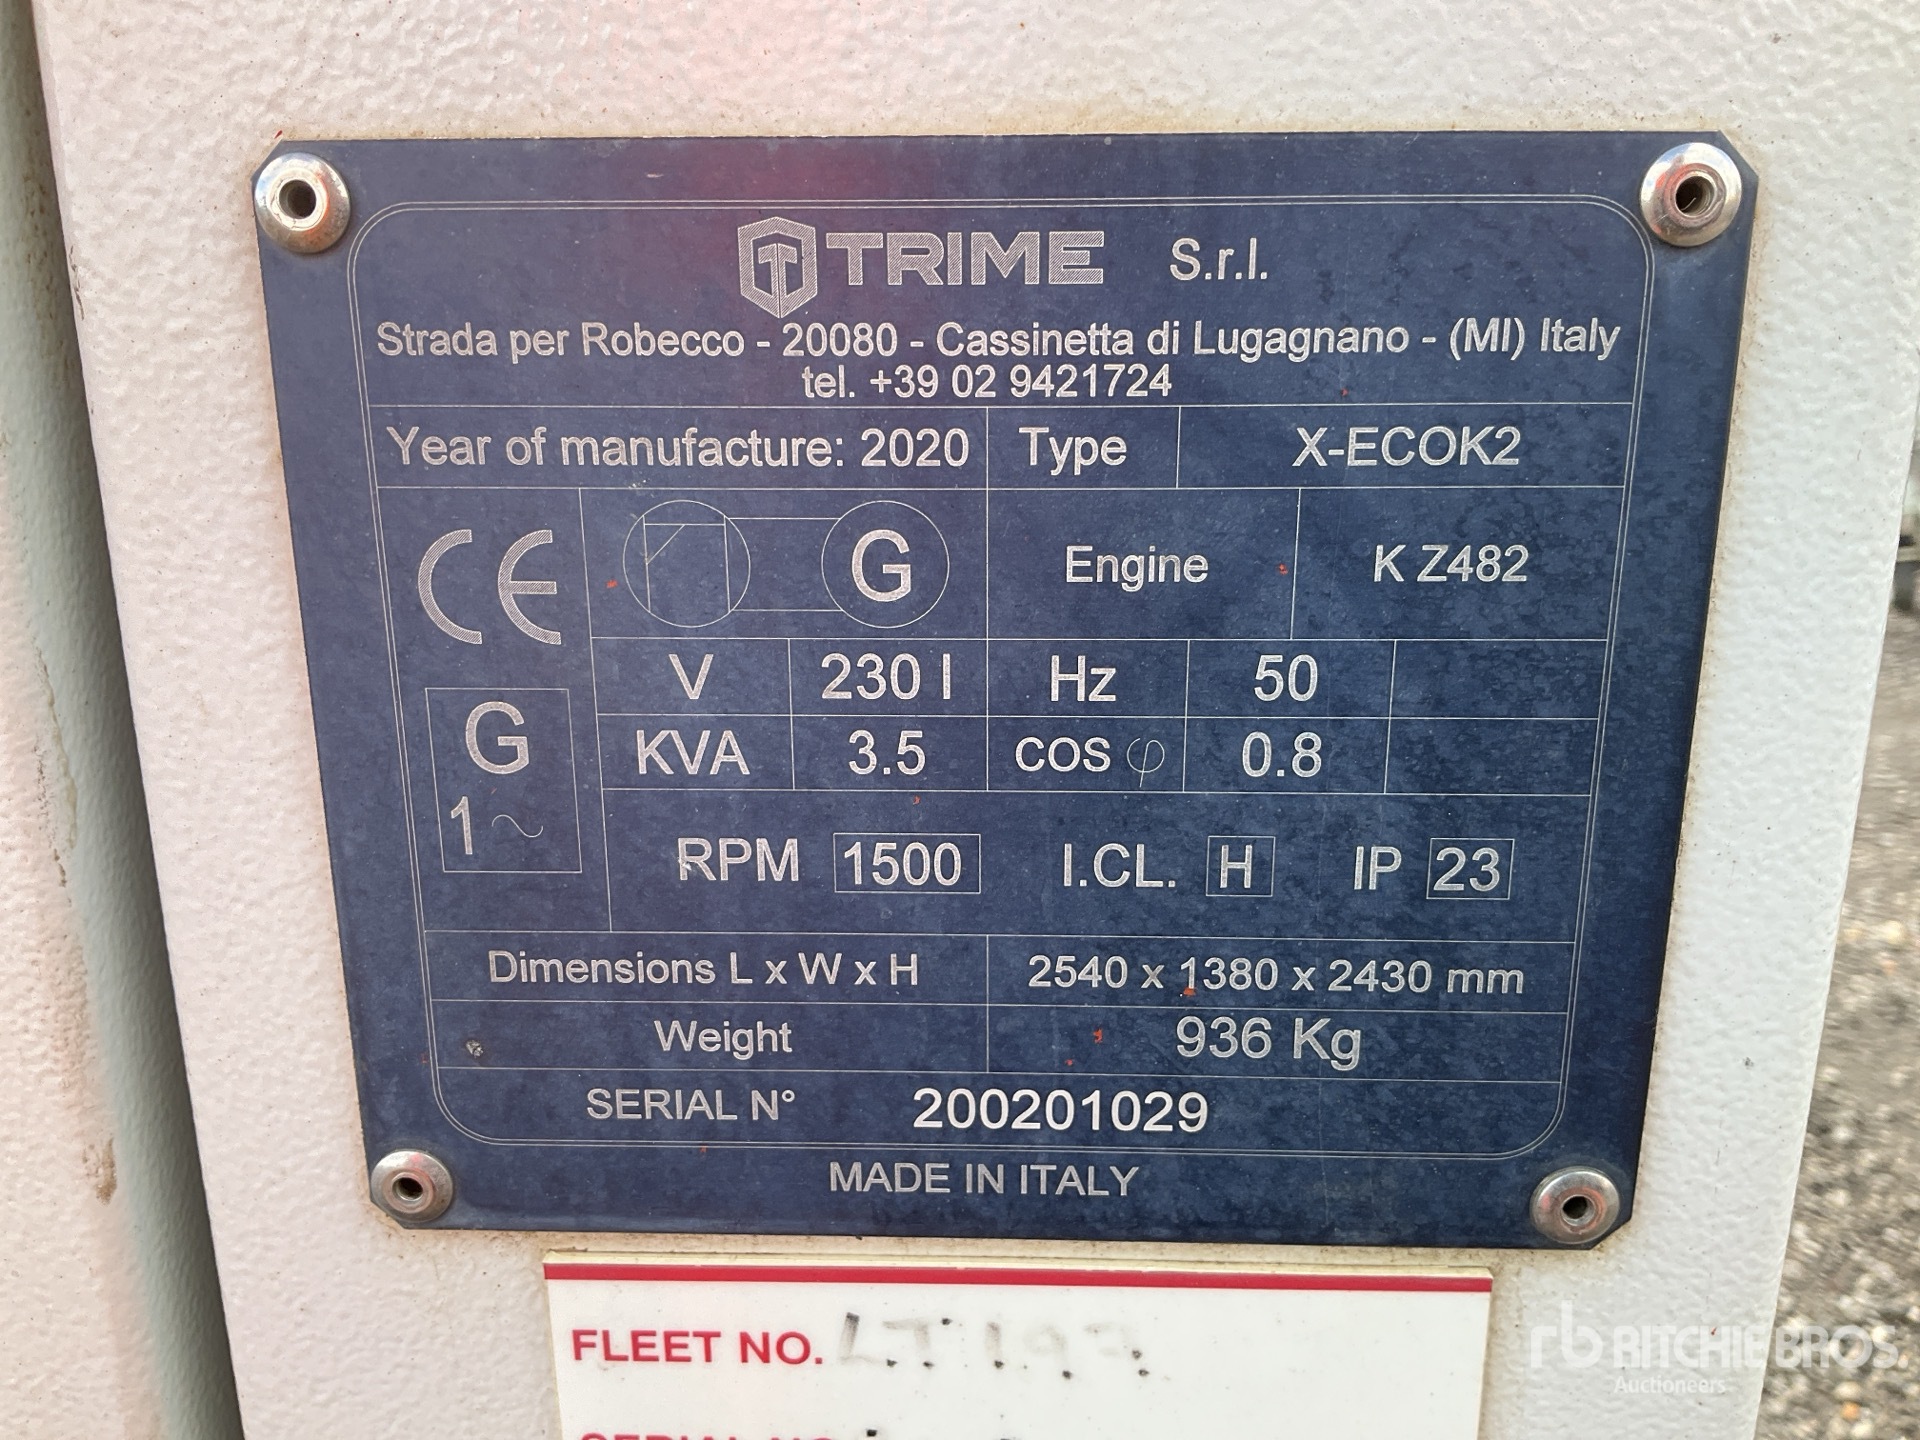 TRIME S.r.l.
Strada per Robecco - 20080 - Cassinetta di Lugagnano - (MI) Italy
tel. +39 02 9421724
Year of manufacture: 2020 Type X-ECOK2
CE G Engine K Z482
V 230 I Hz 50
G KVA 3.5 COS φ 0.8
1~ RPM 1500 I.CL. H IP 23
Dimensions L x W x H 2540 x 1380 x 2430 mm
Weight 936 Kg
SERIAL N° 200201029
MADE IN ITALY
FLEET NO.
rb RITCHIE BROS.
Auctioneers